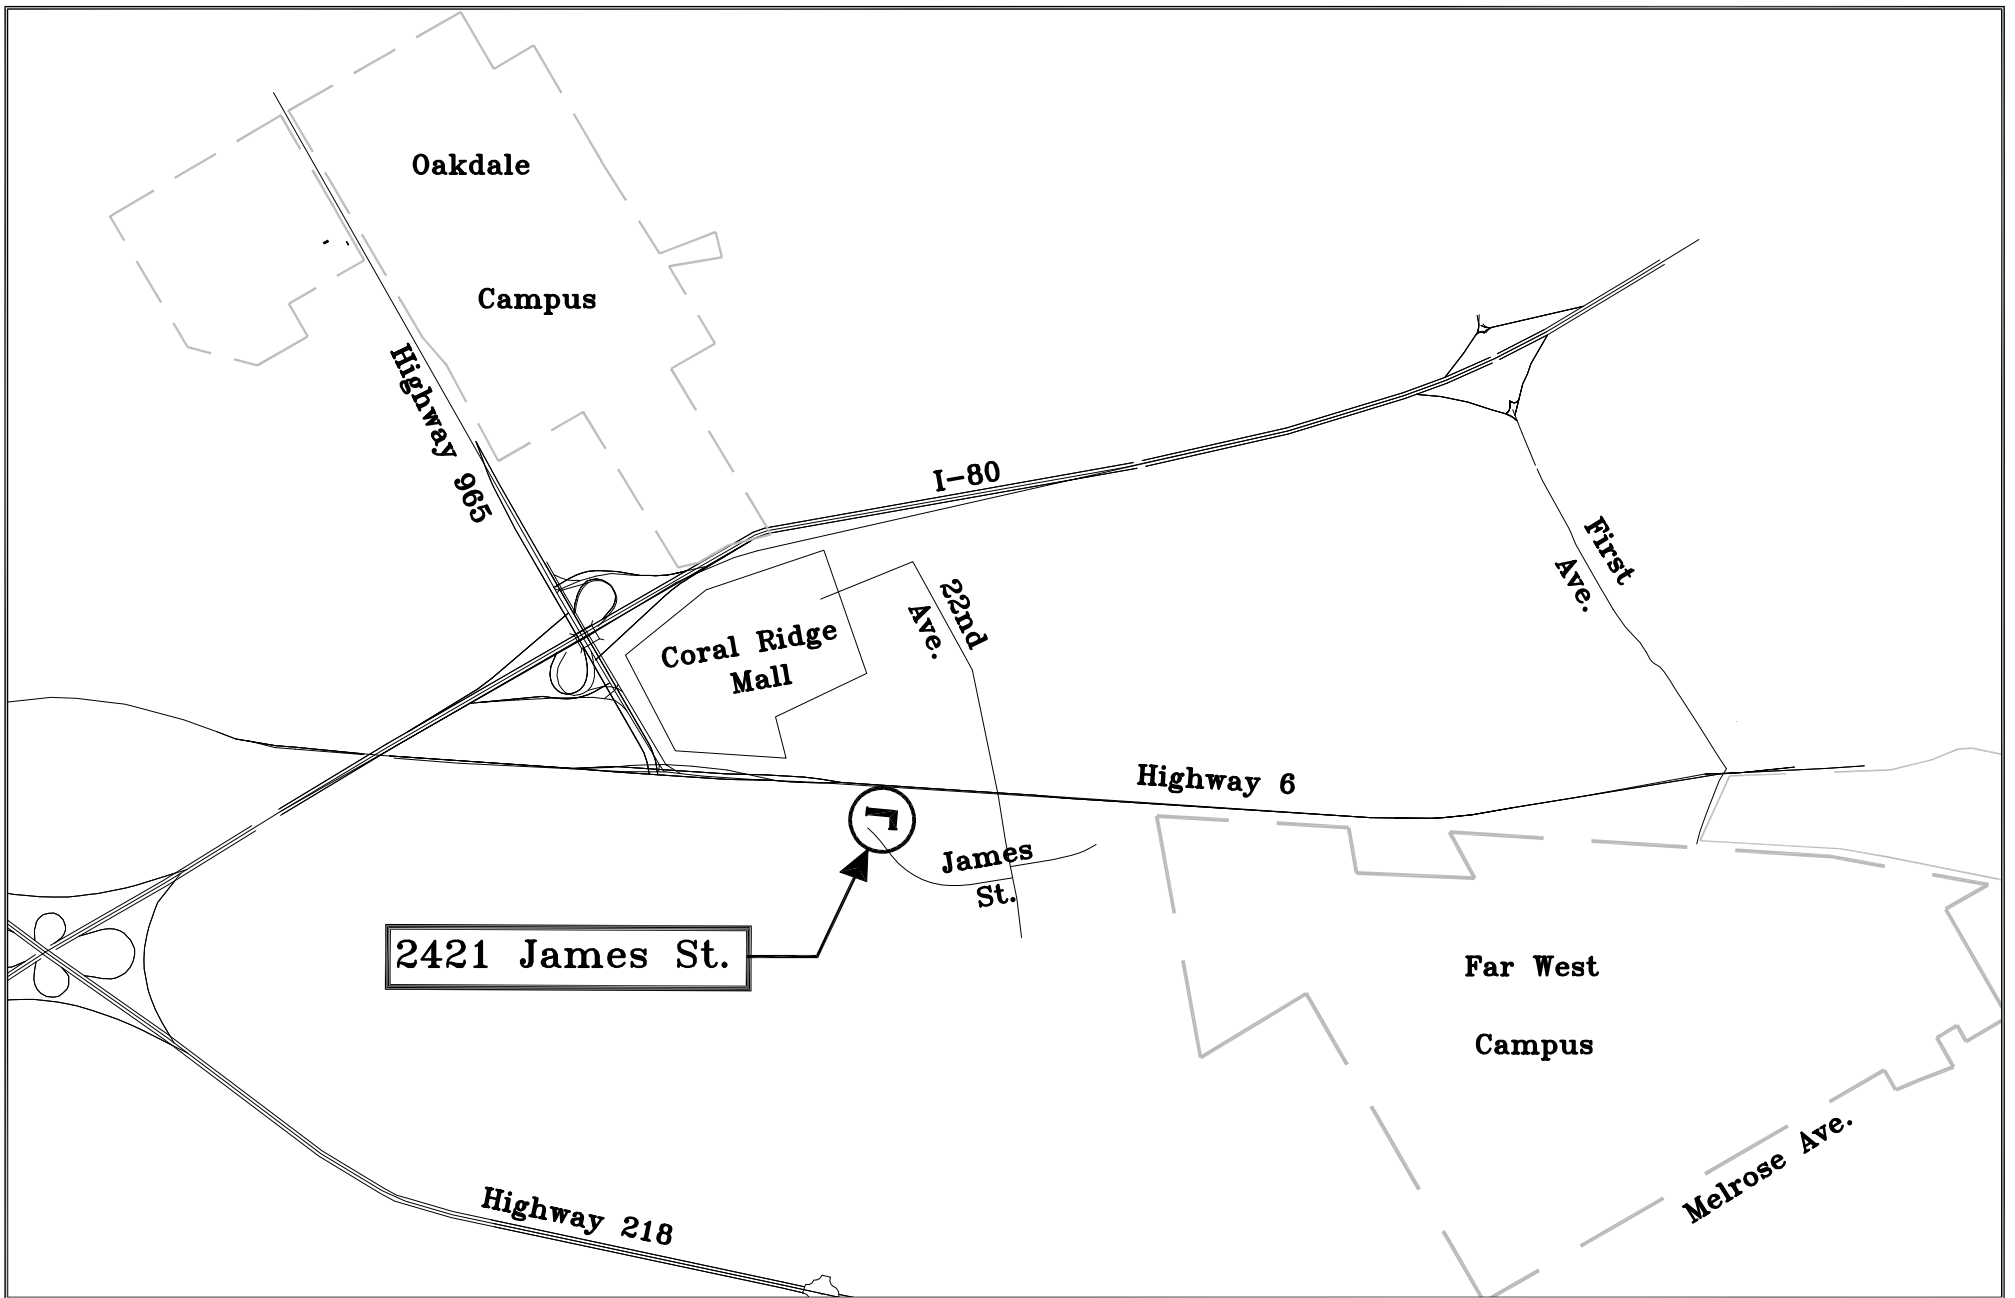 Oakdale
Campus
Highway 965
I-80
First
Ave.
22nd
Ave.
Coral Ridge
Mall
Highway 6
James
St.
2421 James St.
Far West
Campus
Melrose Ave.
Highway 218